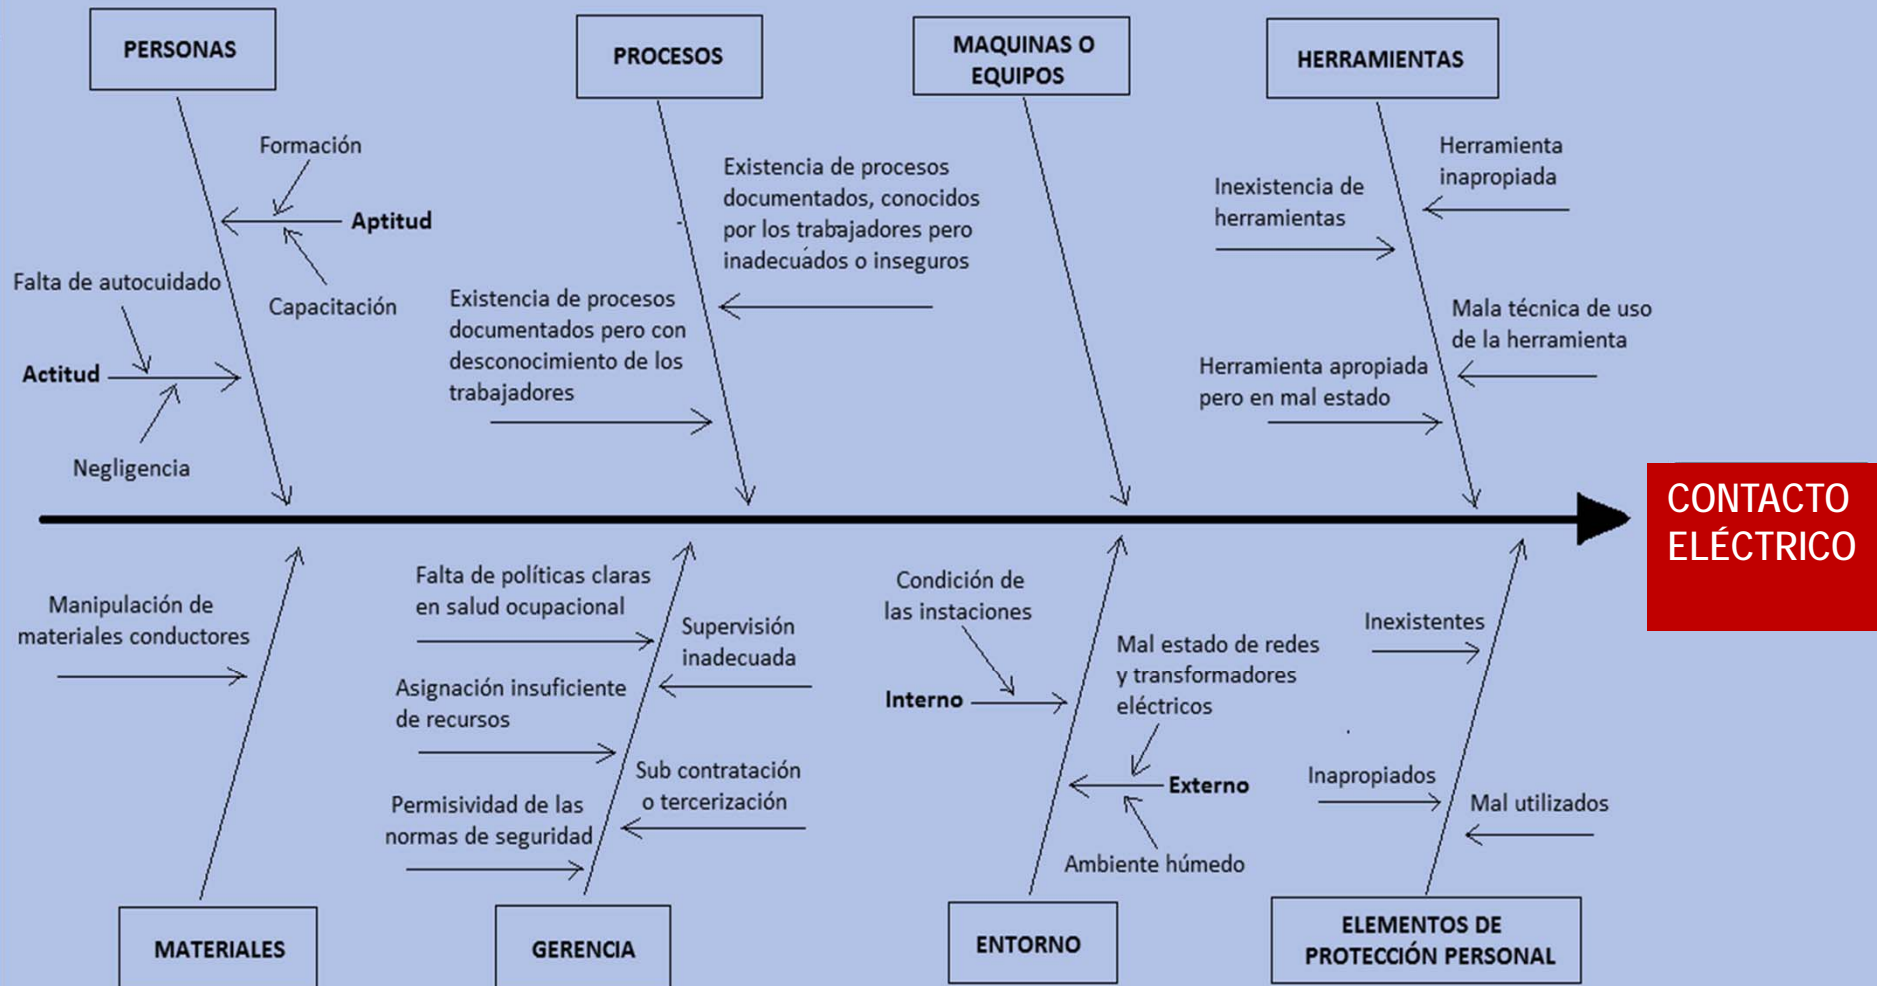 PERSONAS
PROCESOS
MAQUINAS O
EQUIPOS
HERRAMIENTAS
Formación
Aptitud
Capacitación
Falta de autocuidado
Actitud
Negligencia
Existencia de procesos
documentados, conocidos
por los trabajadores pero
inadecuados o inseguros
Existencia de procesos
documentados pero con
desconocimiento de los
trabajadores
Inexistencia de
herramientas
Herramienta
inapropiada
Mala técnica de uso
de la herramienta
Herramienta apropiada
pero en mal estado
CONTACTO
ELÉCTRICO
Manipulación de
materiales conductores
Falta de políticas claras
en salud ocupacional
Supervisión
inadecuada
Asignación insuficiente
de recursos
Sub contratación
o tercerización
Permisividad de las
normas de seguridad
Condición de
las instaciones
Interno
Mal estado de redes
y transformadores
eléctricos
Externo
Ambiente húmedo
Inexistentes
Inapropiados
Mal utilizados
MATERIALES
GERENCIA
ENTORNO
ELEMENTOS DE
PROTECCIÓN PERSONAL